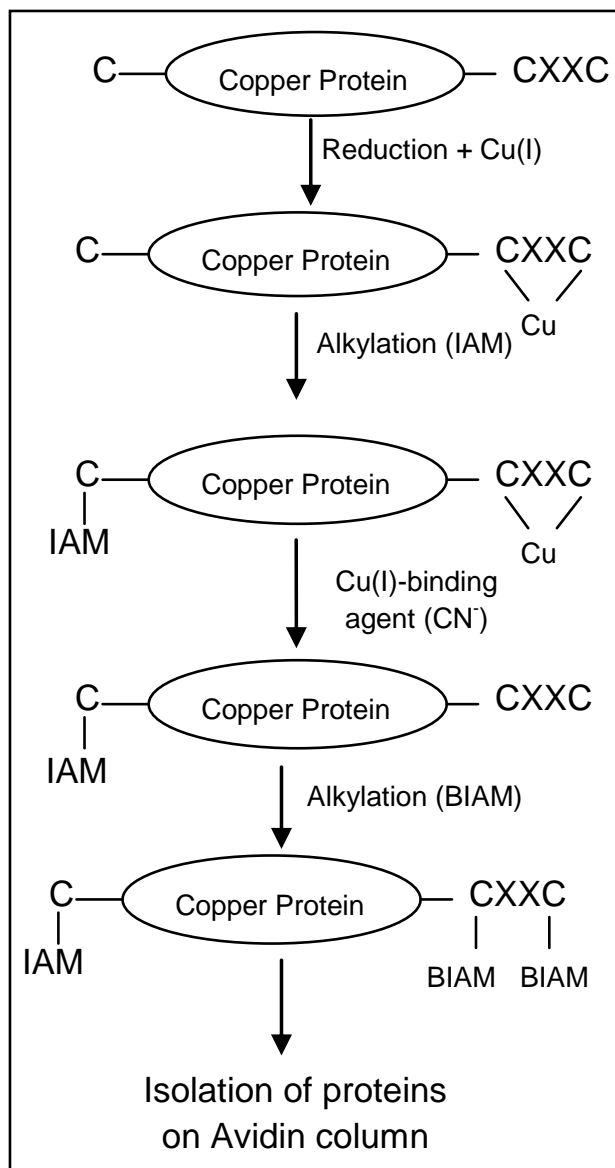 C Copper Protein CXXC
Reduction + Cu(I)
C Copper Protein CXXC
Cu
Alkylation (IAM)
C Copper Protein CXXC
IAM Cu
Cu(I)-binding
agent (CN⁻)
C Copper Protein CXXC
IAM
Alkylation (BIAM)
C Copper Protein CXXC
IAM BIAM BIAM
Isolation of proteins
on Avidin column